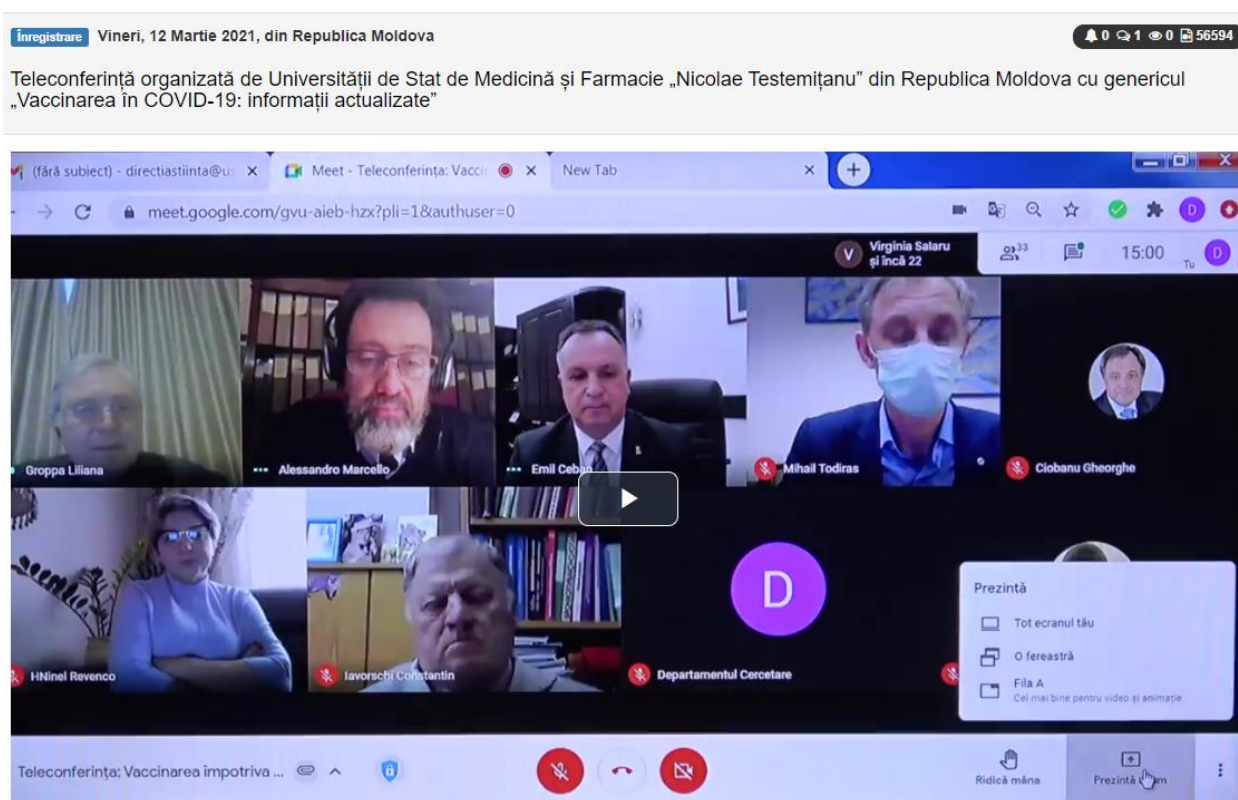 Înregistrare Vineri, 12 Martie 2021, din Republica Moldova
0 1 0 56594
Teleconferință organizată de Universității de Stat de Medicină și Farmacie „Nicolae Testemițanu” din Republica Moldova cu genericul
„Vaccinarea în COVID-19: informații actualizate”
(fără subiect) - directiastiinta@u
Meet - Teleconferința: Vacci
New Tab
meet.google.com/gvu-aieb-hzx?pli=1&authuser=0
D
V
Virginia Salaru
și încă 22
33
15:00
Tu
D
Groppa Liliana
Alessandro Marcello
Emil Ceban
Mihail Todiras
Ciobanu Gheorghe
HNinel Revenco
Iavorschi Constantin
D
Departamentul Cercetare
Prezintă
Tot ecranul tău
O fereastră
Fila A
Cel mai bine pentru video și animație
Teleconferința: Vaccinarea împotriva ...
Ridică mâna
Prezintă